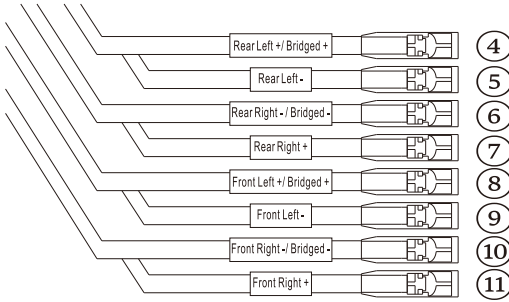 Rear Left +/ Bridged + 4
Rear Left - 5
Rear Right - / Bridged - 6
Rear Right + 7
Front Left +/ Bridged + 8
Front Left - 9
Front Right -/ Bridged - 10
Front Right + 11